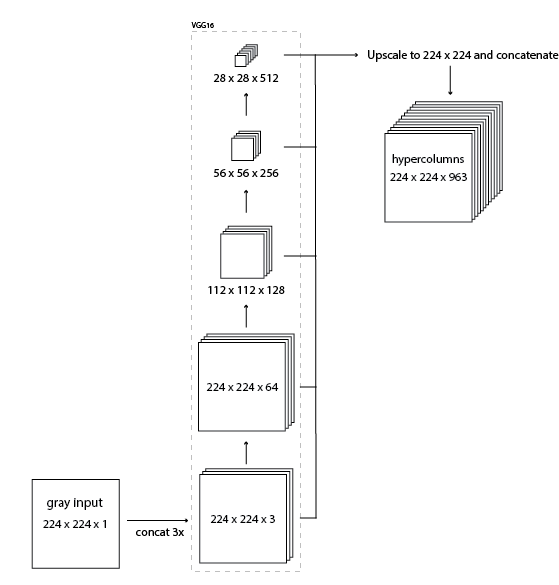 VGG16
28 x 28 x 512
Upscale to 224 x 224 and concatenate
56 x 56 x 256
hypercolumns
224 x 224 x 963
112 x 112 x 128
224 x 224 x 64
gray input
224 x 224 x 1
concat 3x
224 x 224 x 3